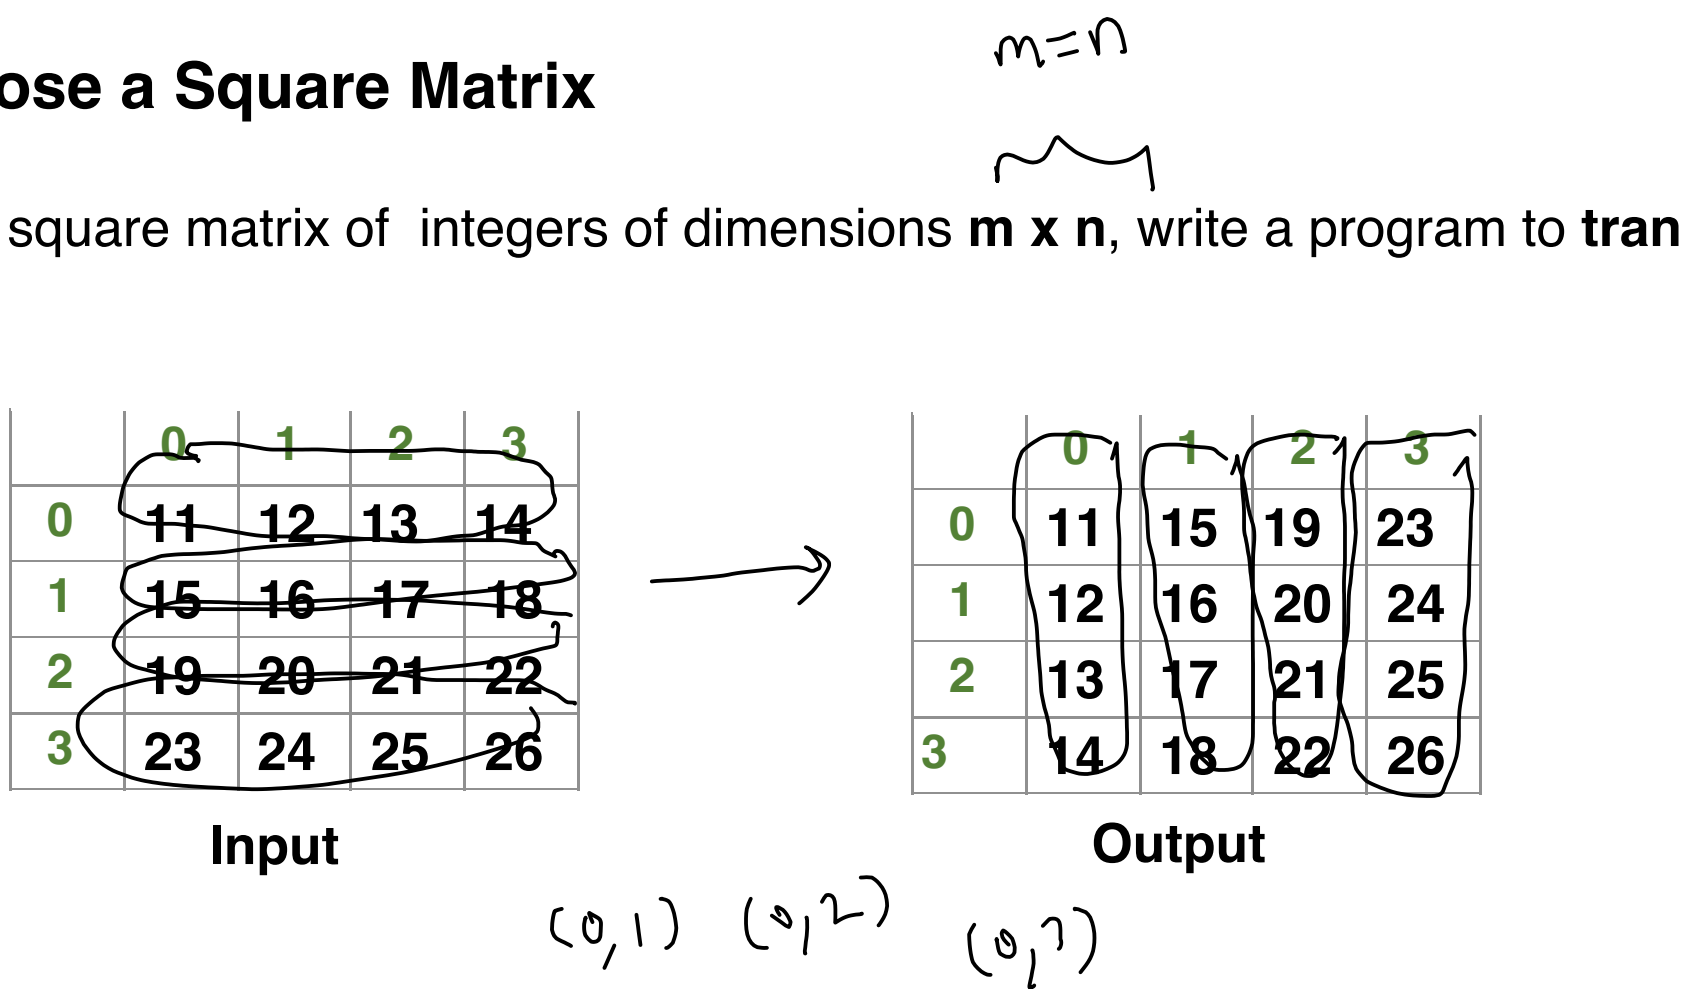 m=n
ose a Square Matrix
square matrix of integers of dimensions m x n, write a program to tran
0 1 2 3
0 11 12 13 14
1 15 16 17 18
2 19 20 21 22
3 23 24 25 26
Input
0 1 2 3
0 11 15 19 23
1 12 16 20 24
2 13 17 21 25
3 14 18 22 26
Output
(0,1) (0,2)